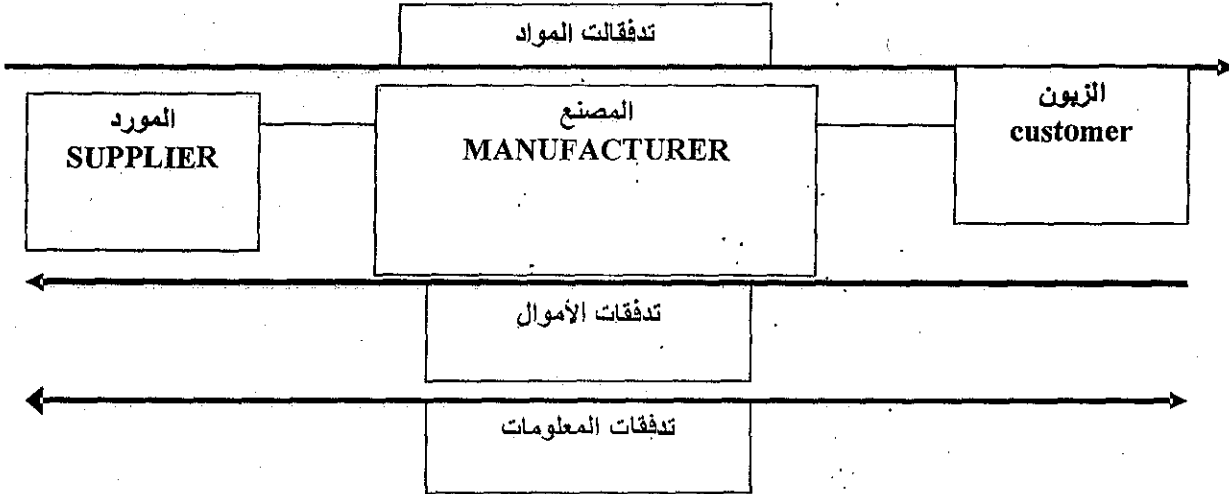 تدفقالت المواد
المورد
SUPPLIER
المصنع
MANUFACTURER
الزبون
customer
تدفقات الأموال
تدفقات المعلومات